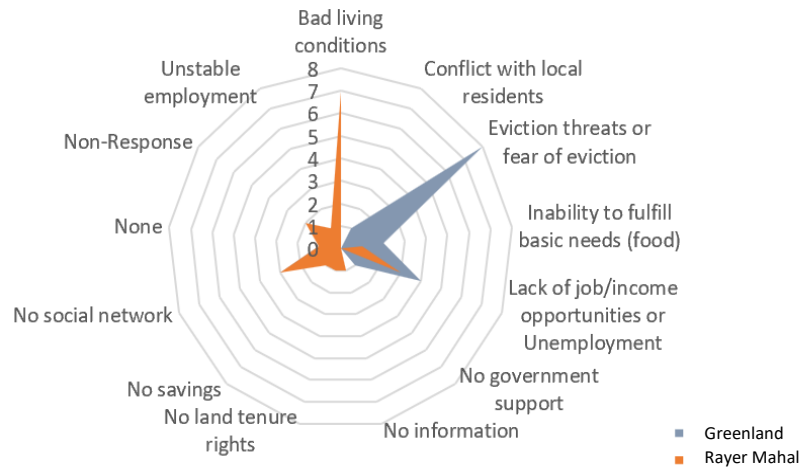 Bad living
conditions
Conflict with local
residents
Eviction threats or
fear of eviction
Inability to fulfill
basic needs (food)
Lack of job/income
opportunities or
Unemployment
No government
support
No information
No land tenure
rights
No savings
No social network
None
Non-Response
Unstable
employment
8
7
6
5
4
3
2
1
0
Greenland
Rayer Mahal